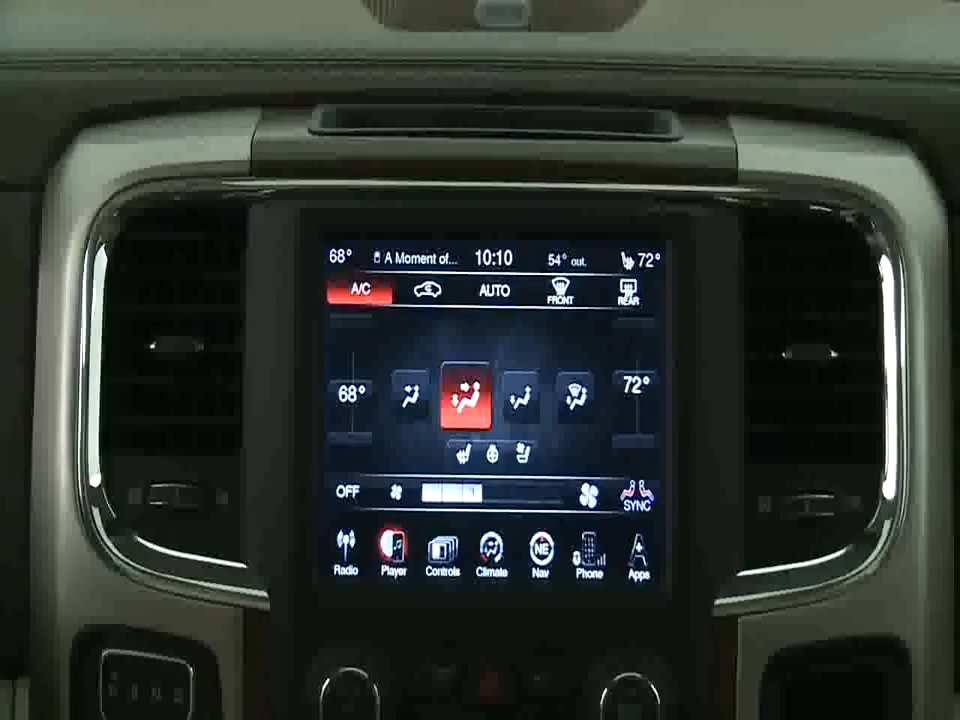 68° A Moment of... 10:10 54° out. 72°
A/C AUTO FRONT REAR
68° 72°
OFF SYNC
NE
Radio Player Controls Climate Nav Phone Apps